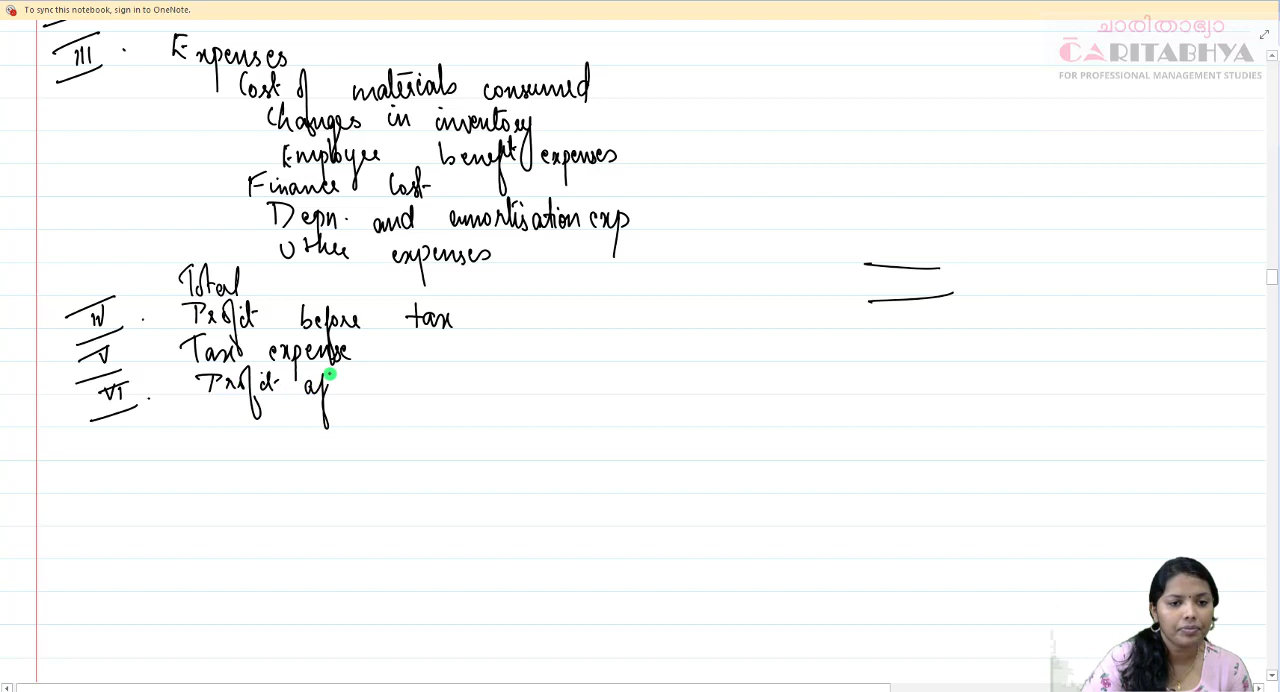 To sync this notebook, sign in to OneNote.
ചാരിതാഭ്യാ
CARITABHYA
FOR PROFESSIONAL MANAGEMENT STUDIES
III. Expenses
Cost of materials consumed
Changes in inventory
Employee benefit expenses
Finance Cost
Depn. and amortisation exp
Other expenses
Total
IV. Profit before tax
V Tax expense
VI. Profit af